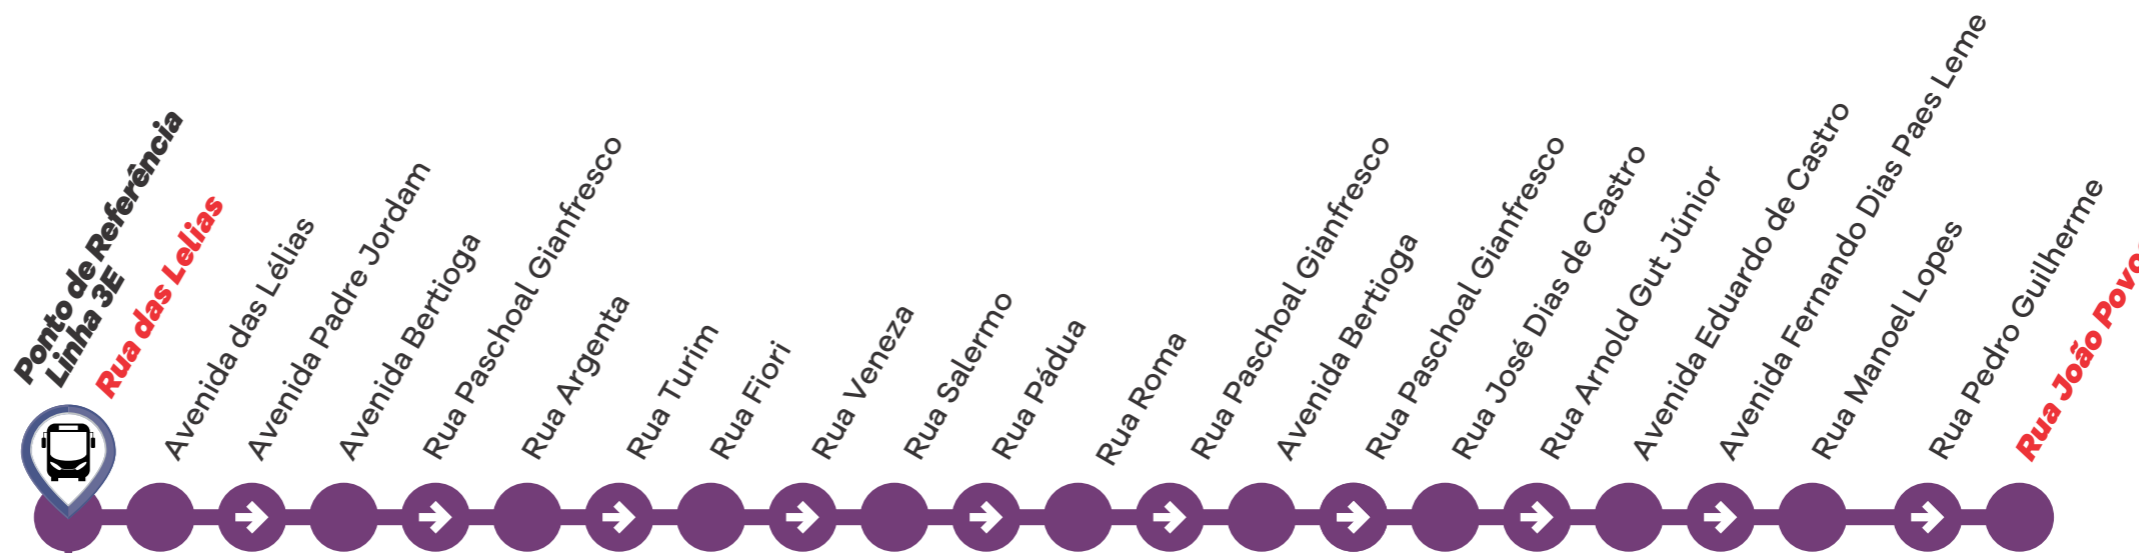 Ponto de Referência
Linha 3E
Rua das Lelias
Avenida das Lélias
Avenida Padre Jordam
Avenida Bertioga
Rua Paschoal Gianfresco
Rua Argenta
Rua Turim
Rua Fiori
Rua Veneza
Rua Salermo
Rua Pádua
Rua Roma
Rua Paschoal Gianfresco
Avenida Bertioga
Rua Paschoal Gianfresco
Rua José Dias de Castro
Rua Arnold Gut Júnior
Avenida Eduardo de Castro
Avenida Fernando Dias Paes Leme
Rua Manoel Lopes
Rua Pedro Guilherme
Rua João